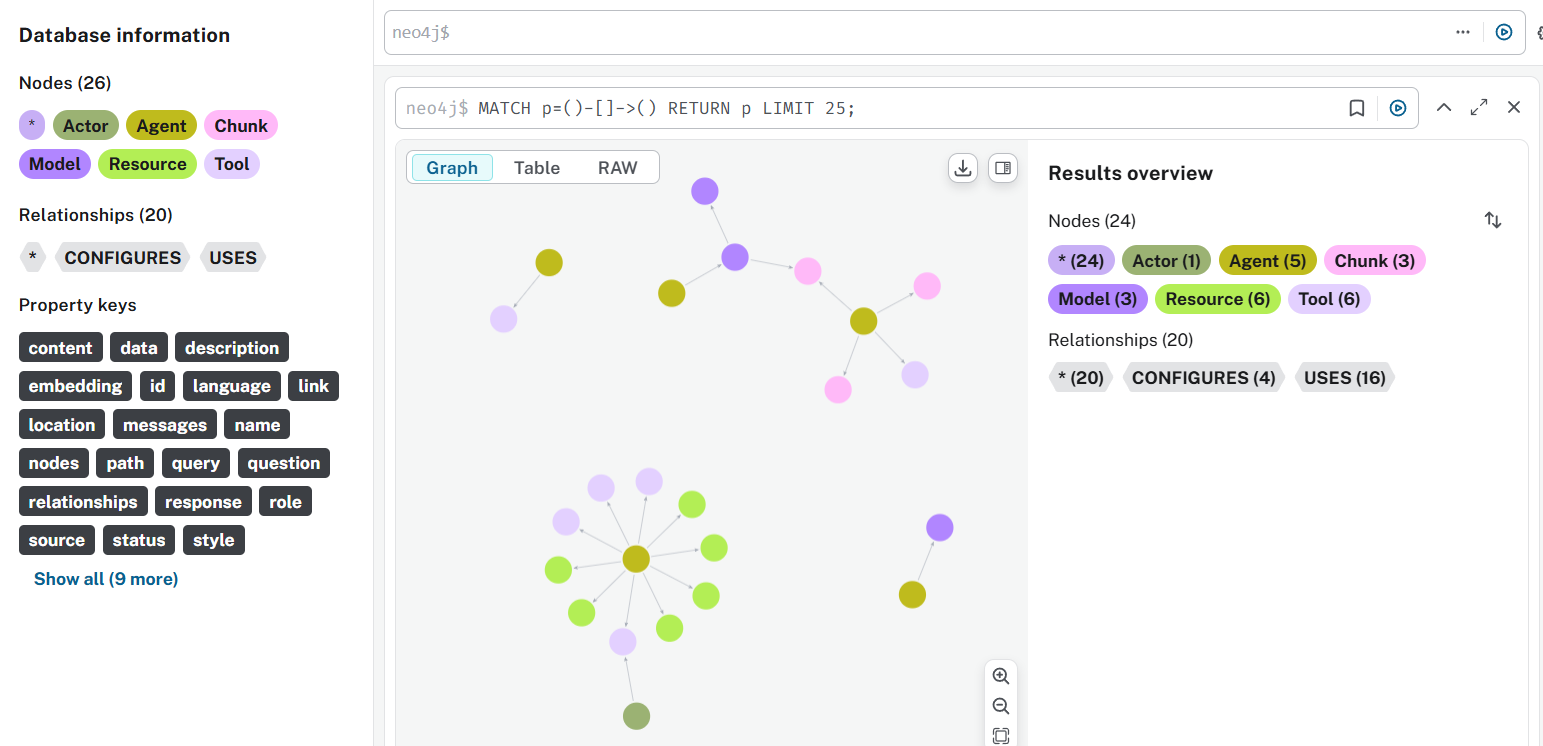 Database information
Nodes (26)
* Actor Agent Chunk
Model Resource Tool
Relationships (20)
* CONFIGURES USES
Property keys
content data description
embedding id language link
location messages name
nodes path query question
relationships response role
source status style
Show all (9 more)
neo4j$
neo4j$ MATCH p=()-[]->() RETURN p LIMIT 25;
Graph Table RAW
Results overview
Nodes (24)
* (24) Actor (1) Agent (5) Chunk (3)
Model (3) Resource (6) Tool (6)
Relationships (20)
* (20) CONFIGURES (4) USES (16)